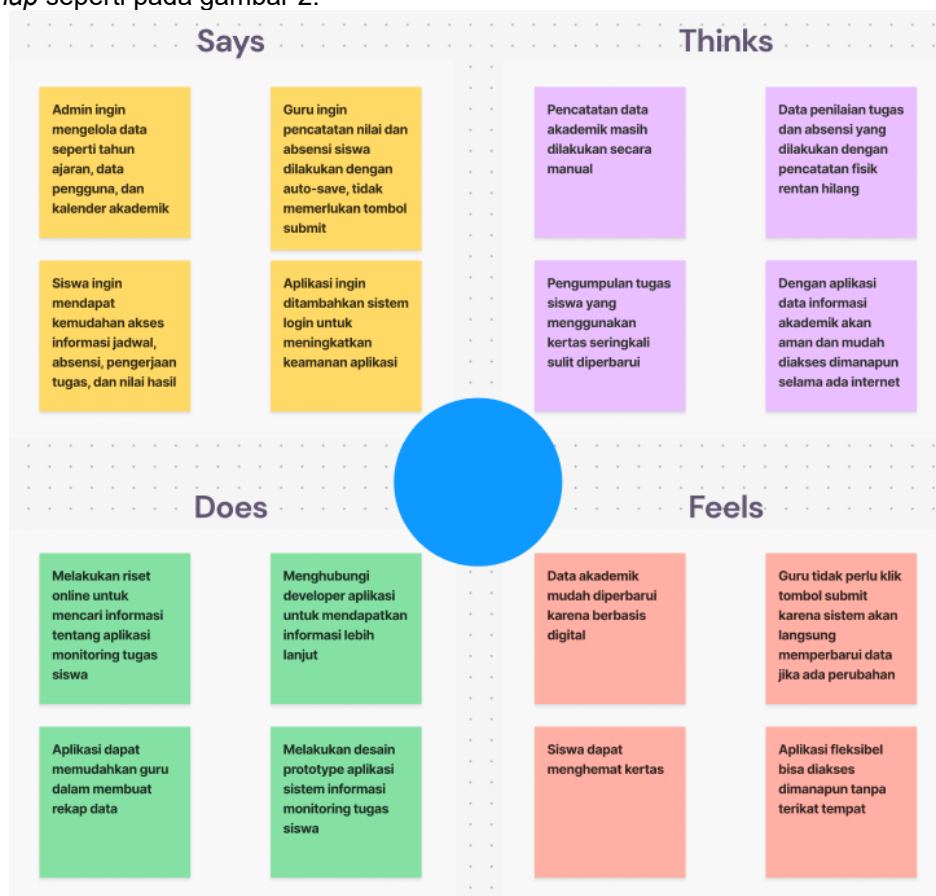 map seperti pada gambar 2.
Says
Admin ingin
mengelola data
seperti tahun
ajaran, data
pengguna, dan
kalender akademik
Guru ingin
pencatatan nilai dan
absensi siswa
dilakukan dengan
auto-save, tidak
memerlukan tombol
submit
Siswa ingin
mendapat
kemudahan akses
informasi jadwal,
absensi, pengerjaan
tugas, dan nilai hasil
Aplikasi ingin
ditambahkan sistem
login untuk
meningkatkan
keamanan aplikasi
Thinks
Pencatatan data
akademik masih
dilakukan secara
manual
Data penilaian tugas
dan absensi yang
dilakukan dengan
pencatatan fisik
rentan hilang
Pengumpulan tugas
siswa yang
menggunakan
kertas seringkali
sulit diperbarui
Dengan aplikasi
data informasi
akademik akan
aman dan mudah
diakses dimanapun
selama ada internet
Does
Melakukan riset
online untuk
mencari informasi
tentang aplikasi
monitoring tugas
siswa
Menghubungi
developer aplikasi
untuk mendapatkan
informasi lebih
lanjut
Aplikasi dapat
memudahkan guru
dalam membuat
rekap data
Melakukan desain
prototype aplikasi
sistem informasi
monitoring tugas
siswa
Feels
Data akademik
mudah diperbarui
karena berbasis
digital
Guru tidak perlu klik
tombol submit
karena sistem akan
langsung
memperbarui data
jika ada perubahan
Siswa dapat
menghemat kertas
Aplikasi fleksibel
bisa diakses
dimanapun tanpa
terikat tempat